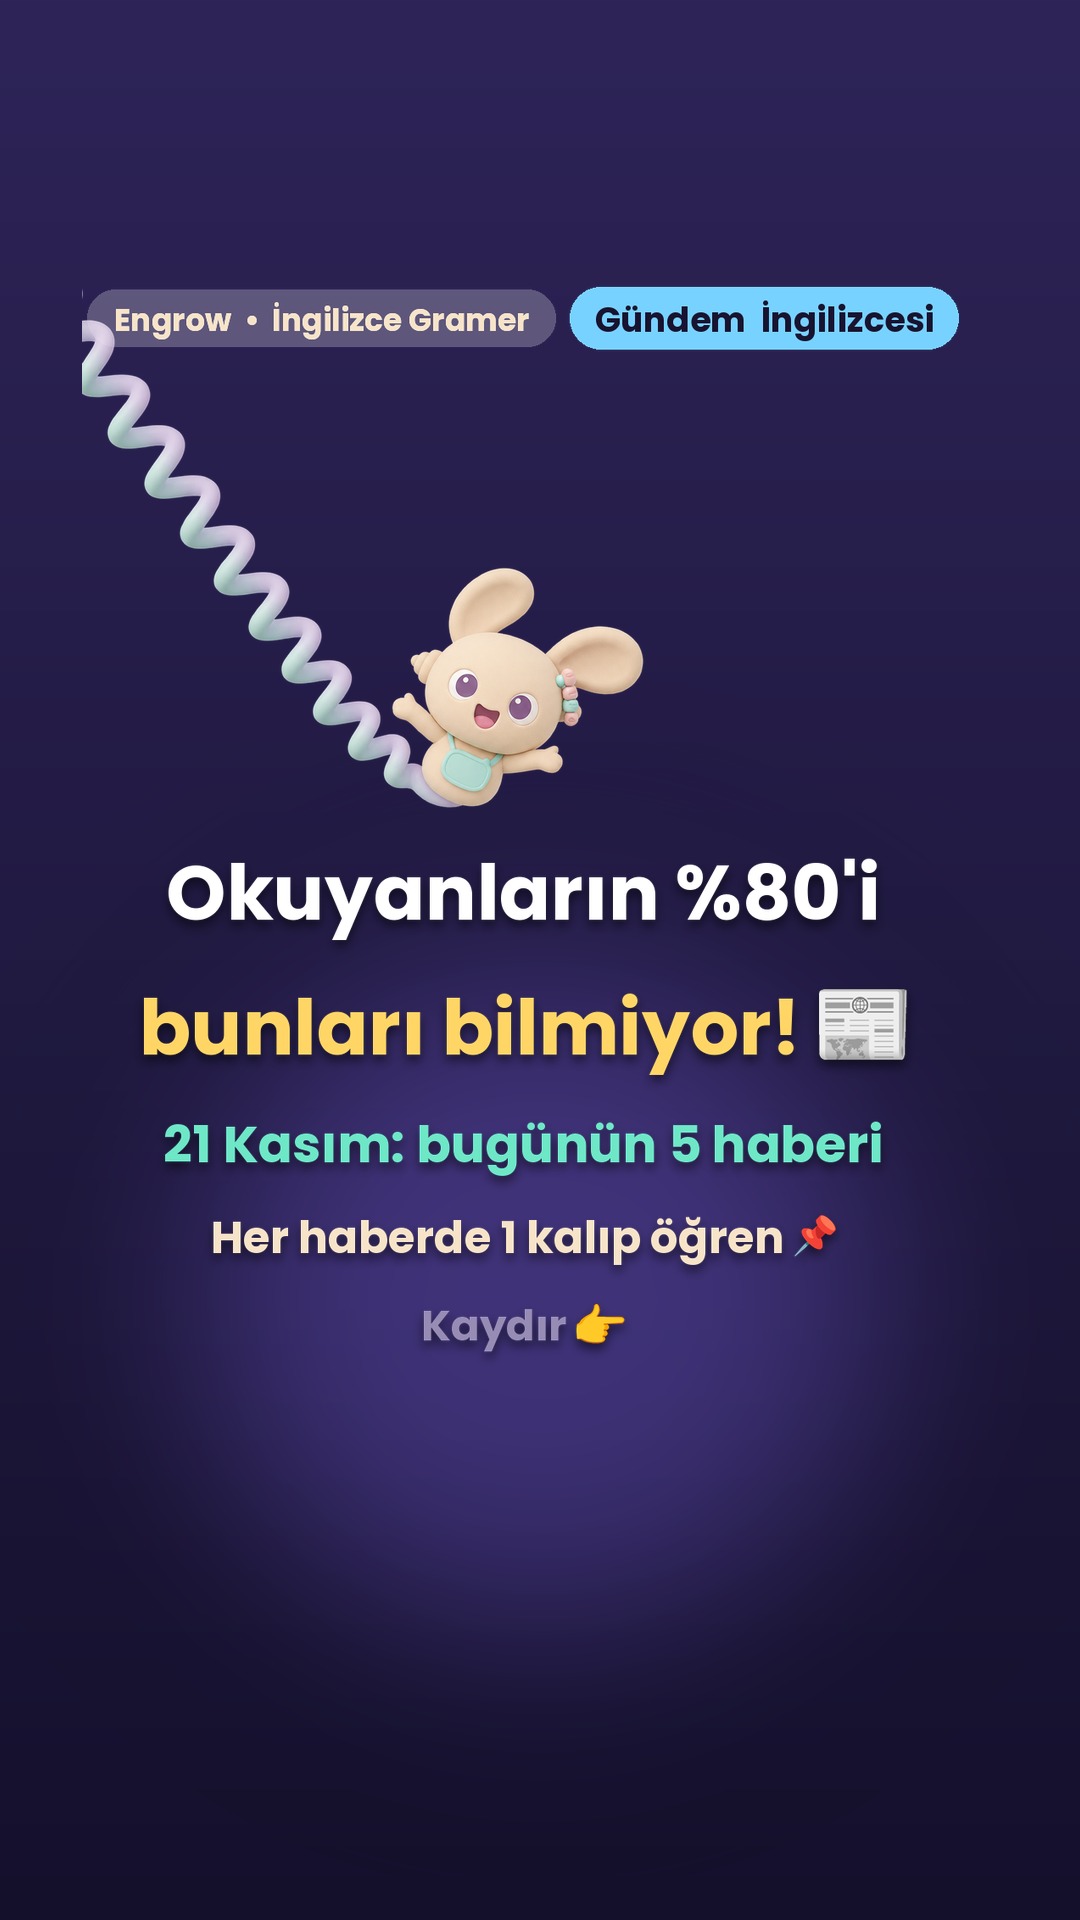 Engrow • İngilizce Gramer
Gündem İngilizcesi
Okuyanların %80'i
bunları bilmiyor! 📰
21 Kasım: bugünün 5 haberi
Her haberde 1 kalıp öğren 📌
Kaydır 👉